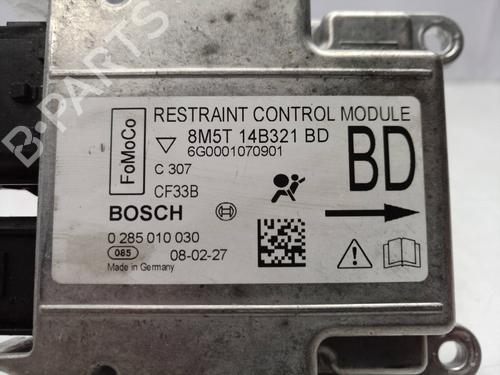 RESTRAINT CONTROL MODULE
FoMoCo
8M5T 14B321 BD
6G0001070901
BD
C 307
CF33B
BOSCH
0 285 010 030
085
08-02-27
Made in Germany
B-PARTS